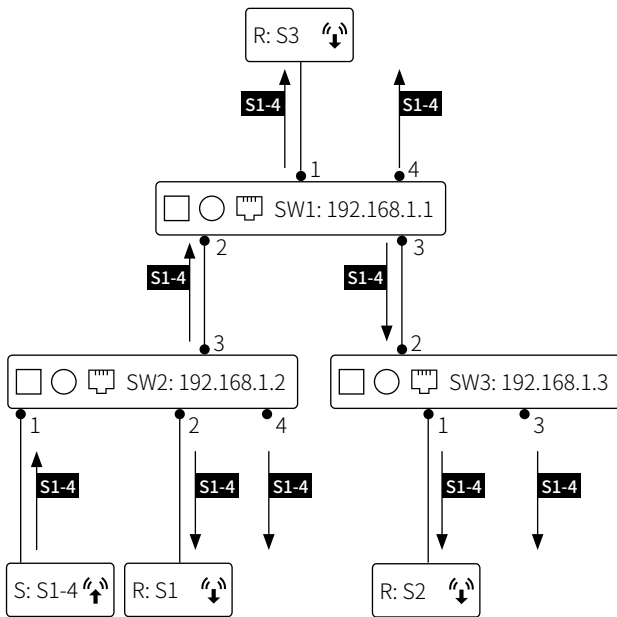 R: S3
S1-4
S1-4
1
4
SW1: 192.168.1.1
2
3
S1-4
S1-4
3
2
SW2: 192.168.1.2
SW3: 192.168.1.3
1
2
4
1
3
S1-4
S1-4
S1-4
S1-4
S1-4
S: S1-4
R: S1
R: S2